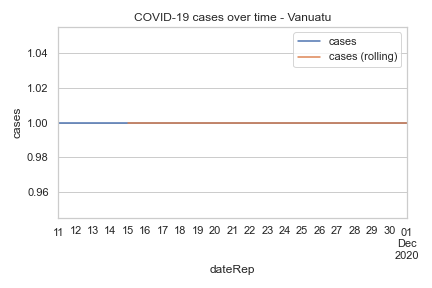 COVID-19 cases over time - Vanuatu
cases
cases (rolling)
1.04
1.02
1.00
0.98
0.96
cases
11 12 13 14 15 16 17 18 19 20 21 22 23 24 25 26 27 28 29 30 01
Dec
2020
dateRep